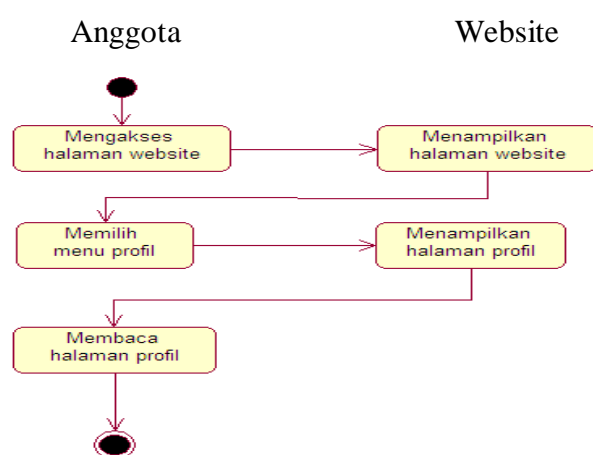 Anggota
Website
Mengakses
halaman website
Menampilkan
halaman website
Memilih
menu profil
Menampilkan
halaman profil
Membaca
halaman profil